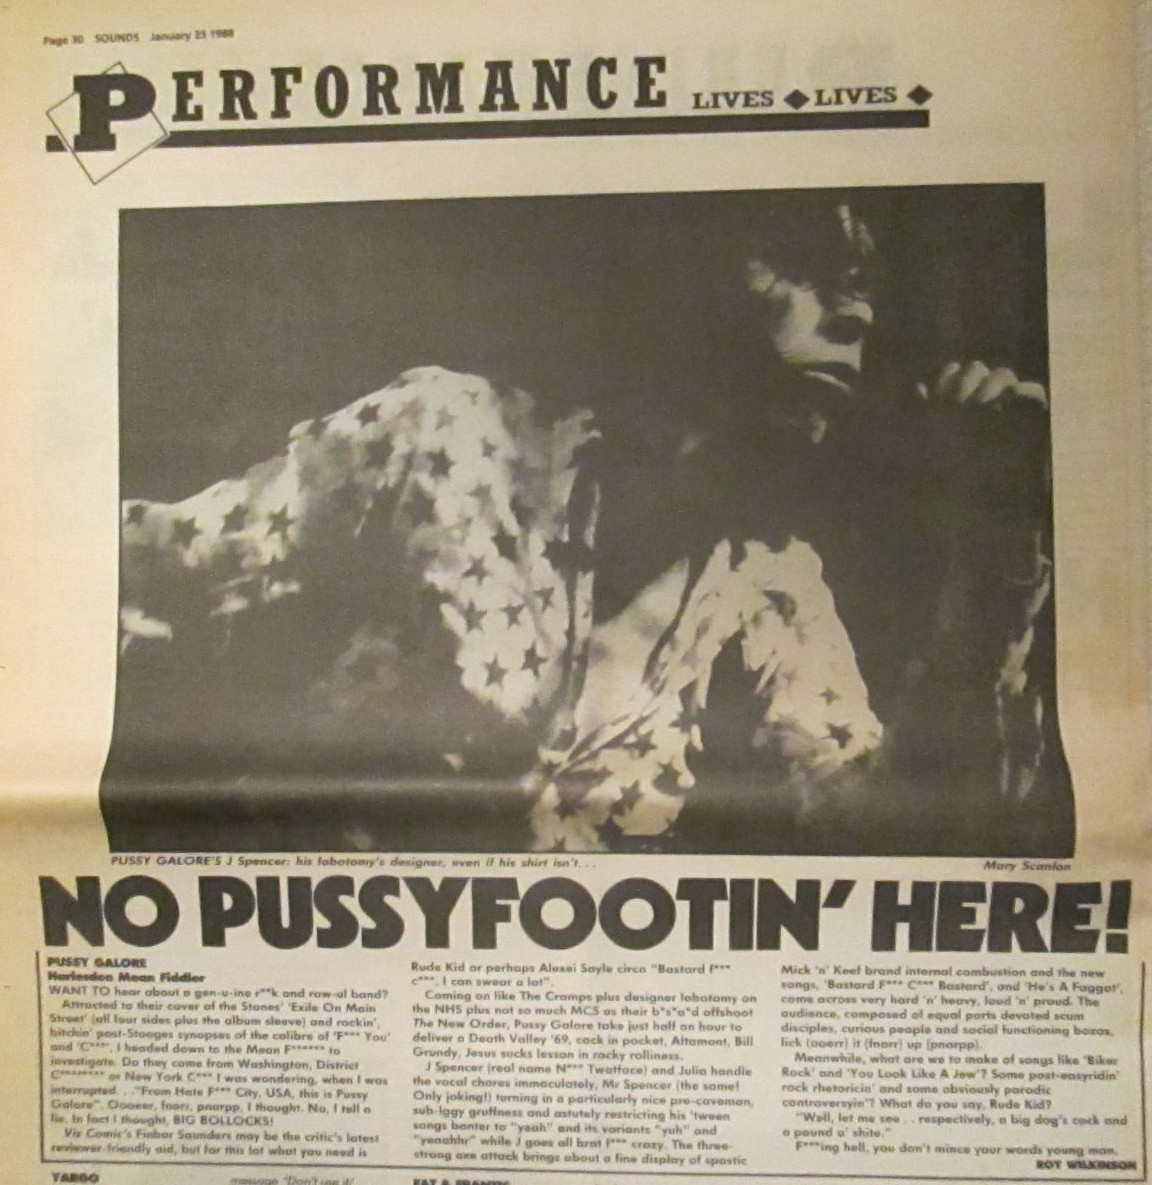 Page 30 SOUNDS January 23 1988
PERFORMANCE LIVES ◆ LIVES ◆
PUSSY GALORE'S J Spencer: his lobotomy's designer, even if his shirt isn't. . .
Mary Scanlon
NO PUSSYFOOTIN' HERE!
PUSSY GALORE
Harlesden Mean Fiddler
WANT TO hear about a gen-u-ine r**k and row-ul band?
Attracted to their cover of the Stones' 'Exile On Main
Street' (all four sides plus the album sleeve) and rockin',
bitchin' post-Stooges synopses of the calibre of 'F*** You'
and 'C***', I headed down to the Mean F****** to
investigate. Do they come from Washington, District
C******** or New York C*** I was wondering, when I was
interrupted. . ."From Hate F*** City, USA, this is Pussy
Galore". Ooooer, fnarr, pnarpp, I thought. No, I tell a
lie. In fact I thought, BIG BOLLOCKS!
Viz Comic's Finbar Saunders may be the critic's latest
reviewer-friendly aid, but for this lot what you need is
Rude Kid or perhaps Alexei Sayle circa "Bastard f***
c***, I can swear a lot".
Coming on like The Cramps plus designer lobotomy on
the NHS plus not so much MC5 as their b*s*a*d offshoot
The New Order, Pussy Galore take just half an hour to
deliver a Death Valley '69, cock in pocket, Altamont, Bill
Grundy, Jesus sucks lesson in rocky rolliness.
J Spencer (real name N*** Twatface) and Julia handle
the vocal chores immaculately, Mr Spencer (the same!
Only joking!) turning in a particularly nice pre-caveman,
sub-Iggy gruffness and astutely restricting his 'tween
songs banter to "yeah" and its variants "yuh" and
"yeaahhr" while J goes all brat f*** crazy. The three-
strong axe attack brings about a fine display of spastic
Mick 'n' Keef brand internal combustion and the new
songs, 'Bastard F*** C*** Bastard', and 'He's A Faggot',
come across very hard 'n' heavy, loud 'n' proud. The
audience, composed of equal parts devoted scum
disciples, curious people and social functioning bozos,
lick (ooerr) it (fnarr) up (pnarpp).
Meanwhile, what are we to make of songs like 'Biker
Rock' and 'You Look Like A Jew'? Some post-easyridin'
rock rhetoricin' and some obviously parodic
controversyin'? What do you say, Rude Kid?
"Well, let me see . . respectively, a big dog's cock and
a pound o' shite."
F***ing hell, you don't mince your words young man.
ROY WILKINSON
message "Don't use it/